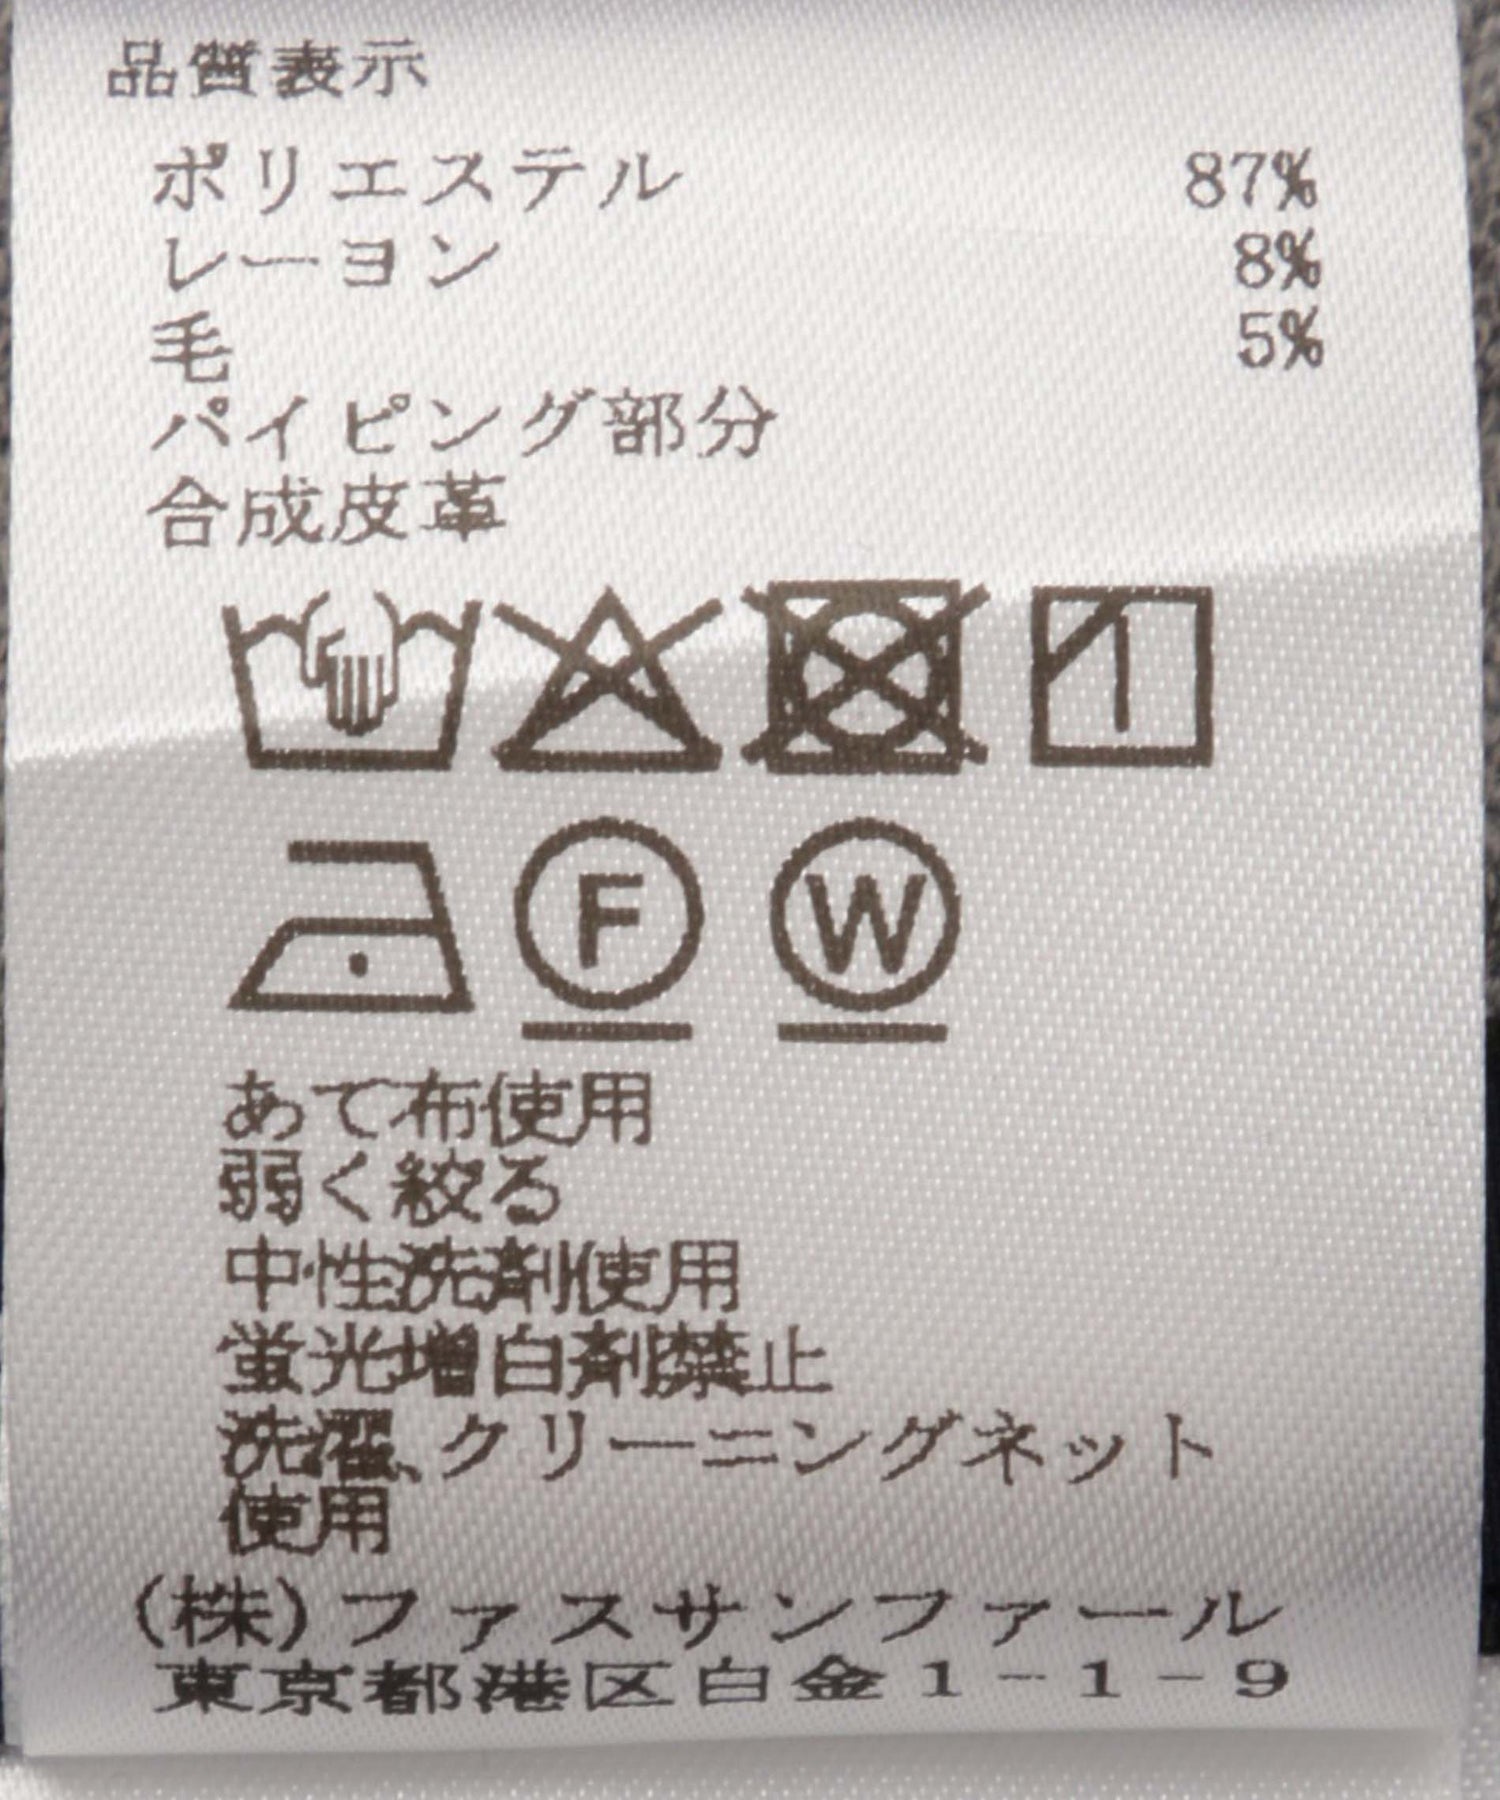 品質表示
ポリエステル 87%
レーヨン 8%
毛 5%
パイピング部分
合成皮革
F W
あて布使用
弱く絞る
中性洗剤使用
蛍光増白剤禁止
洗濯、クリーニングネット
使用
(株)ファスサンファール
東京都港区白金1-1-9